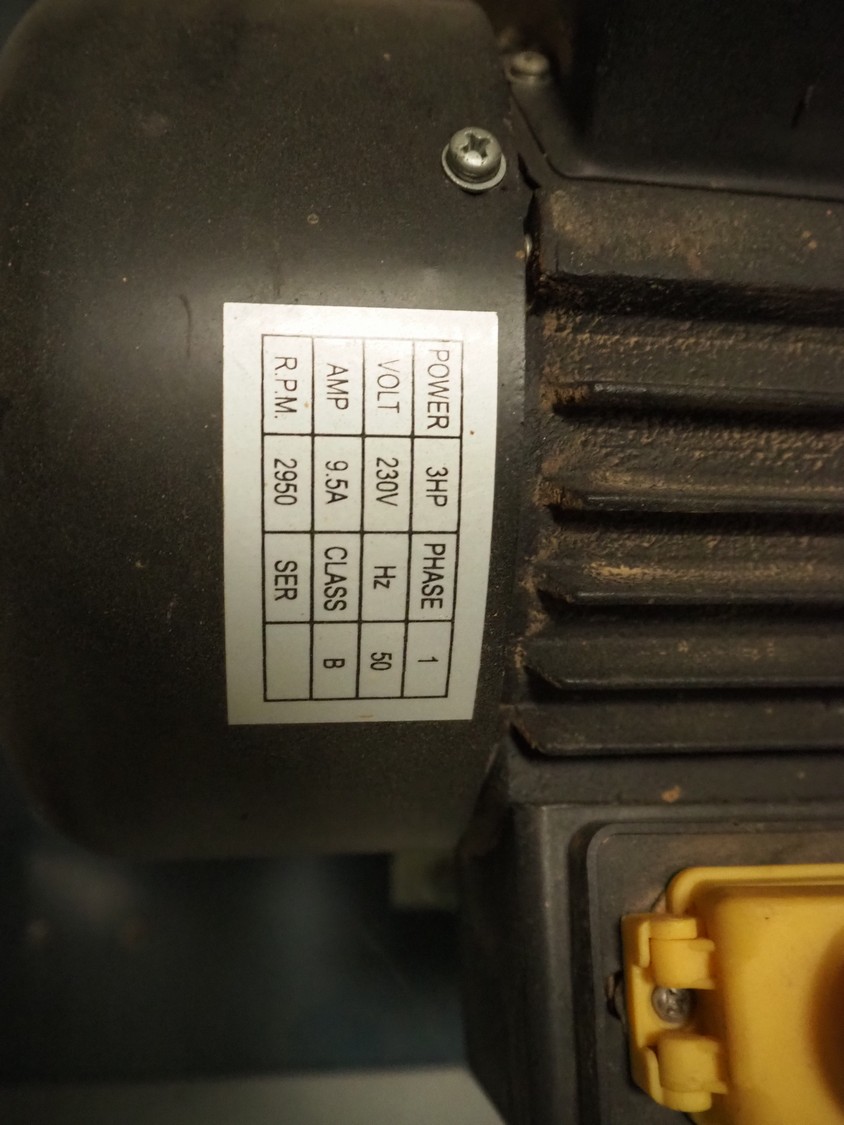 POWER 3HP PHASE 1
VOLT 230V Hz 50
AMP 9.5A CLASS B
R.P.M. 2950 SER